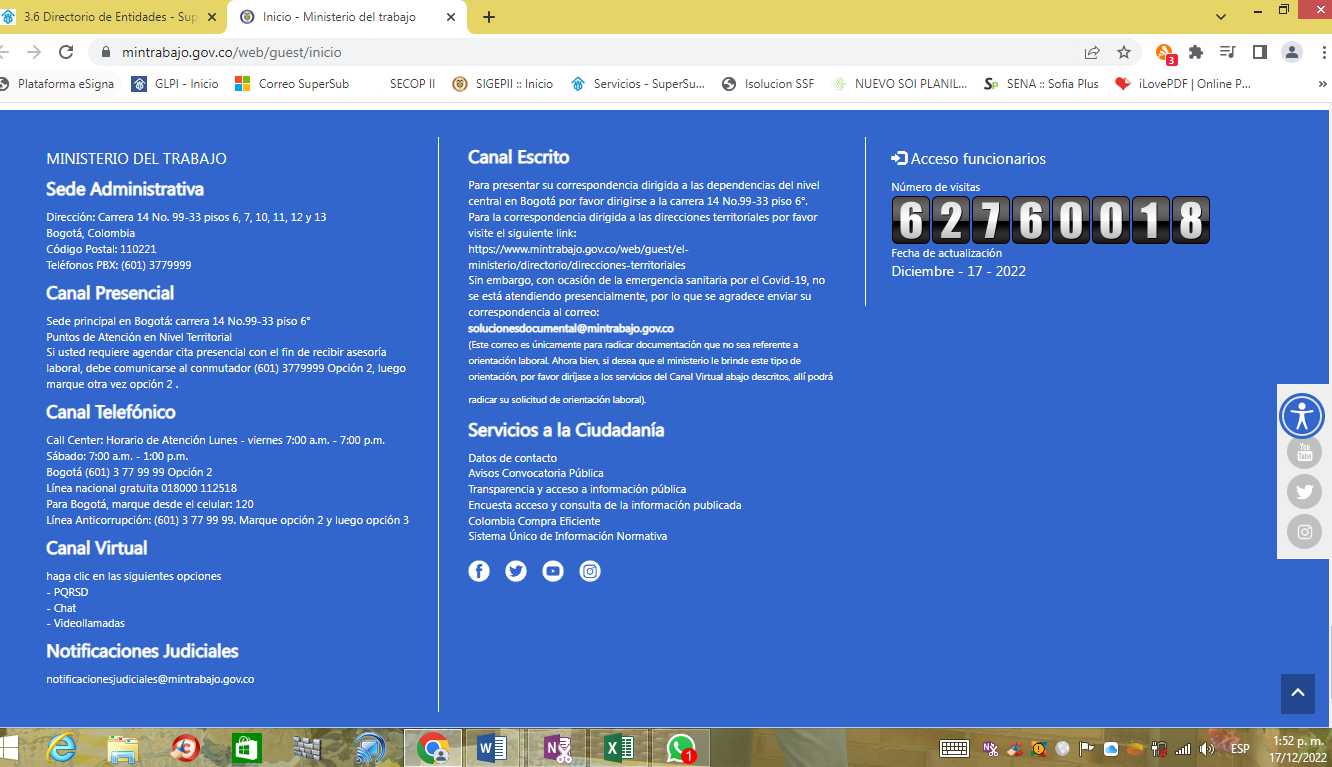 3.6 Directorio de Entidades - Sup
Inicio - Ministerio del trabajo
mintrabajo.gov.co/web/guest/inicio
3
Plataforma eSigna
GLPI - Inicio
Correo SuperSub
SECOP II
SIGEPII :: Inicio
Servicios - SuperSu...
Isolucion SSF
NUEVO SOI PLANIL...
SENA :: Sofia Plus
iLovePDF | Online P...
»
MINISTERIO DEL TRABAJO
Sede Administrativa
Dirección: Carrera 14 No. 99-33 pisos 6, 7, 10, 11, 12 y 13
Bogotá, Colombia
Código Postal: 110221
Teléfonos PBX: (601) 3779999
Canal Presencial
Sede principal en Bogotá: carrera 14 No.99-33 piso 6°
Puntos de Atención en Nivel Territorial
Si usted requiere agendar cita presencial con el fin de recibir asesoría
laboral, debe comunicarse al conmutador (601) 3779999 Opción 2, luego
marque otra vez opción 2 .
Canal Telefónico
Call Center: Horario de Atención Lunes - viernes 7:00 a.m. - 7:00 p.m.
Sábado: 7:00 a.m. - 1:00 p.m.
Bogotá (601) 3 77 99 99 Opción 2
Línea nacional gratuita 018000 112518
Para Bogotá, marque desde el celular: 120
Línea Anticorrupción: (601) 3 77 99 99. Marque opción 2 y luego opción 3
Canal Virtual
haga clic en las siguientes opciones
- PQRSD
- Chat
- Videollamadas
Notificaciones Judiciales
notificacionesjudiciales@mintrabajo.gov.co
Canal Escrito
Para presentar su correspondencia dirigida a las dependencias del nivel
central en Bogotá por favor dirigirse a la carrera 14 No.99-33 piso 6°.
Para la correspondencia dirigida a las direcciones territoriales por favor
visite el siguiente link:
https://www.mintrabajo.gov.co/web/guest/el-
ministerio/directorio/direcciones-territoriales
Sin embargo, con ocasión de la emergencia sanitaria por el Covid-19, no
se está atendiendo presencialmente, por lo que se agradece enviar su
correspondencia al correo:
solucionesdocumental@mintrabajo.gov.co
(Este correo es únicamente para radicar documentación que no sea referente a
orientación laboral. Ahora bien, si desea que el ministerio le brinde este tipo de
orientación, por favor diríjase a los servicios del Canal Virtual abajo descritos, allí podrá
radicar su solicitud de orientación laboral).
Servicios a la Ciudadanía
Datos de contacto
Avisos Convocatoria Pública
Transparencia y acceso a información pública
Encuesta acceso y consulta de la información publicada
Colombia Compra Eficiente
Sistema Único de Información Normativa
Acceso funcionarios
Número de visitas
62760018
Fecha de actualización
Diciembre - 17 - 2022
You
Tube
1
ESP
1:52 p. m.
17/12/2022